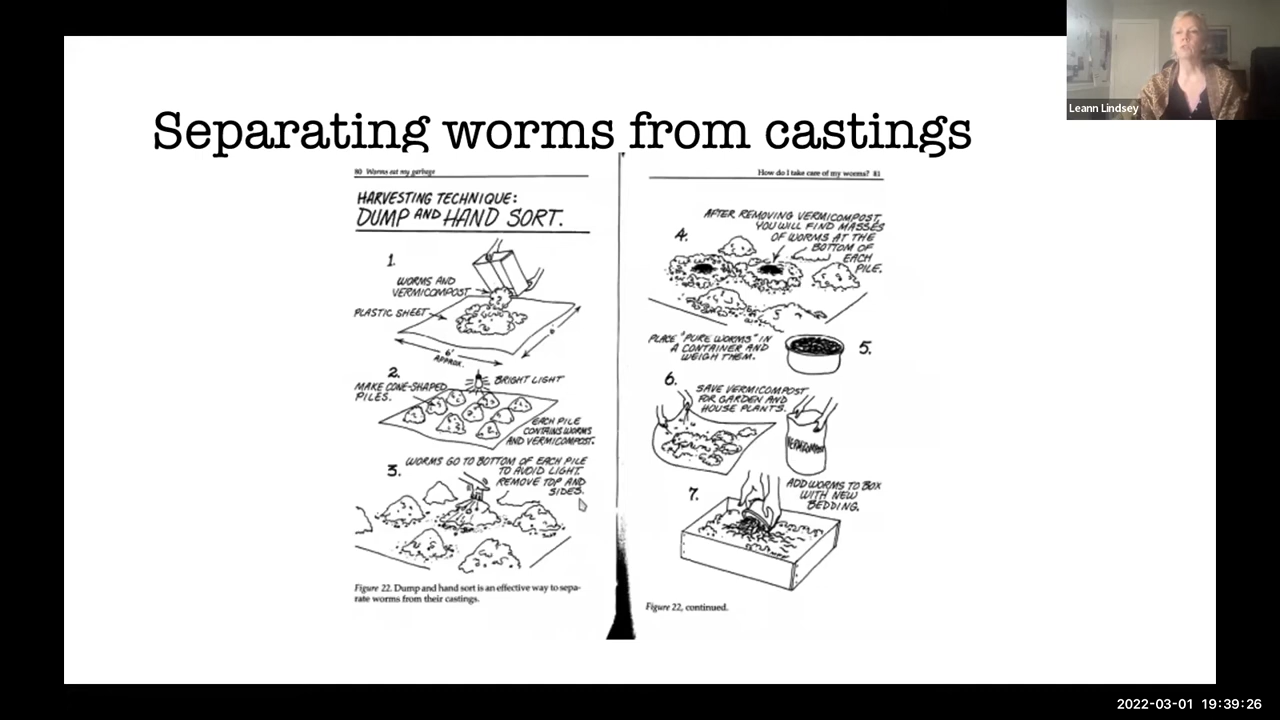 Leann Lindsey
Separating worms from castings
80 Worms eat my garbage
HARVESTING TECHNIQUE:
DUMP AND HAND SORT.
1.
WORMS AND
VERMICOMPOST
PLASTIC SHEET
6'
APPROX.
2.
BRIGHT LIGHT
MAKE CONE-SHAPED
PILES.
EACH PILE
CONTAINS WORMS
AND VERMICOMPOST.
3.
WORMS GO TO BOTTOM OF EACH PILE
TO AVOID LIGHT.
REMOVE TOP AND
SIDES.
Figure 22. Dump and hand sort is an effective way to sepa-
rate worms from their castings.
How do I take care of my worms? 81
AFTER REMOVING VERMICOMPOST,
YOU WILL FIND MASSES
OF WORMS AT THE
BOTTOM OF
EACH
PILE.
4.
PLACE "PURE WORMS" IN
A CONTAINER AND
WEIGH THEM.
5.
6.
SAVE VERMICOMPOST
FOR GARDEN AND
HOUSE PLANTS.
VERMICOMPOST
7.
ADD WORMS TO BOX
WITH NEW
BEDDING.
Figure 22, continued.
2022-03-01 19:39:26